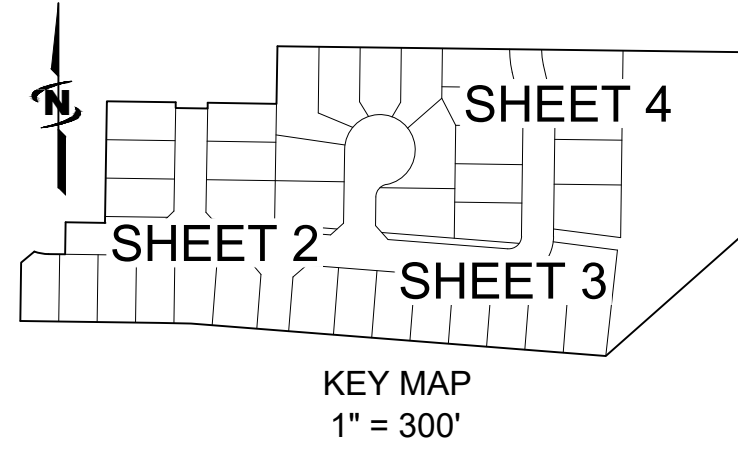 N
SHEET 4
SHEET 2
SHEET 3
KEY MAP
1" = 300'